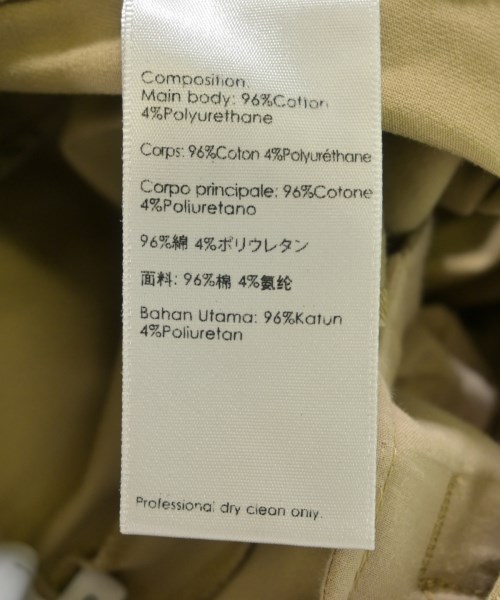 Composition:
Main body: 96%Cotton
4%Polyurethane
Corps: 96%Coton 4%Polyuréthane
Corpo principale: 96%Cotone
4%Poliuretano
96%綿 4%ポリウレタン
面料: 96%棉 4%氨纶
Bahan Utama: 96%Katun
4%Poliuretan
Professional dry clean only.